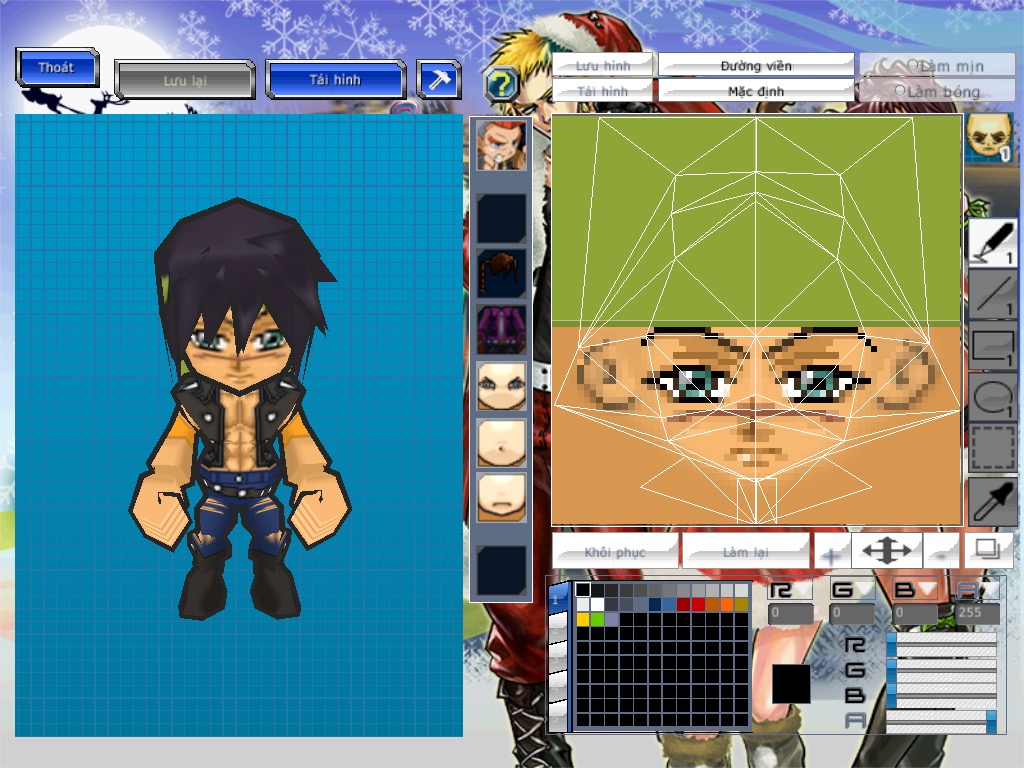 Thoát
Lưu lại
Tải hình
?
Lưu hình
Đường viền
Làm mịn
Tải hình
Mặc định
Làm bóng
1
1
1
1
1
Khôi phục
Làm lại
+
-
1
R G B A
0 0 0 255
R
G
B
A